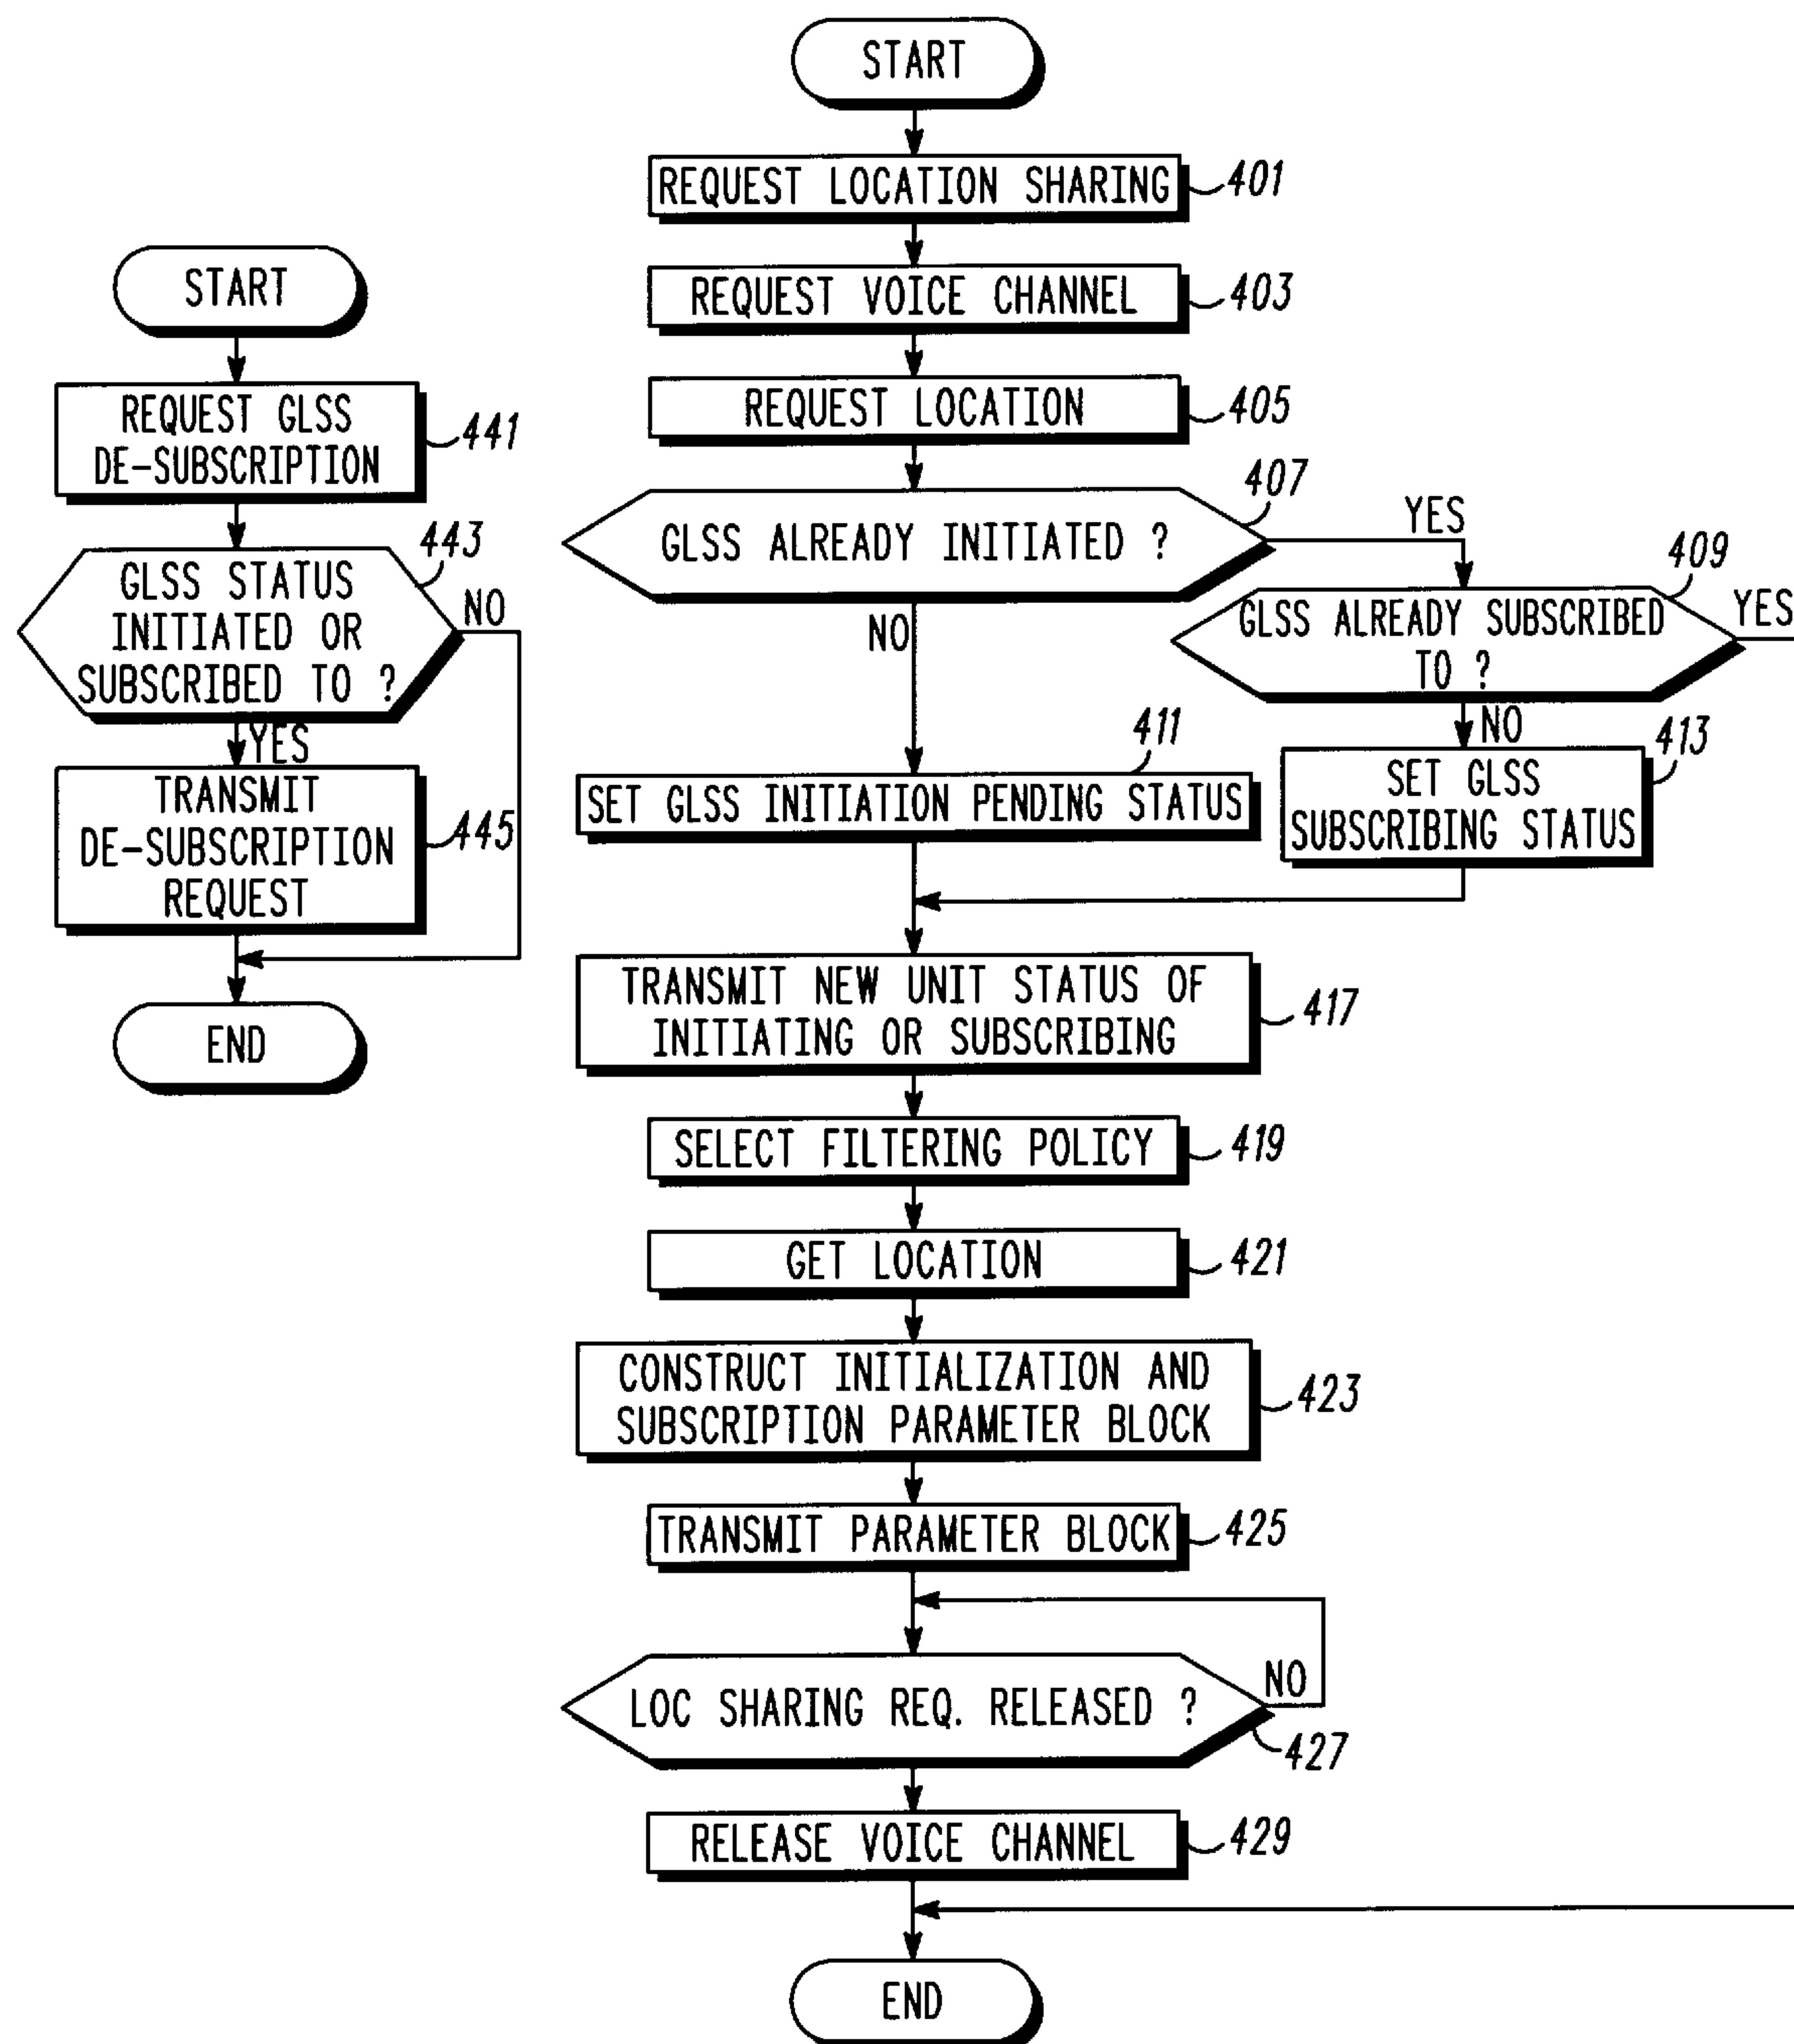 START
REQUEST GLSS
DE-SUBSCRIPTION
441
GLSS STATUS
INITIATED OR
SUBSCRIBED TO ?
443
NO
YES
TRANSMIT
DE-SUBSCRIPTION
REQUEST
445
END
START
REQUEST LOCATION SHARING
401
REQUEST VOICE CHANNEL
403
REQUEST LOCATION
405
GLSS ALREADY INITIATED ?
407
YES
NO
GLSS ALREADY SUBSCRIBED
TO ?
409
YES
NO
SET GLSS INITIATION PENDING STATUS
411
SET GLSS
SUBSCRIBING STATUS
413
TRANSMIT NEW UNIT STATUS OF
INITIATING OR SUBSCRIBING
417
SELECT FILTERING POLICY
419
GET LOCATION
421
CONSTRUCT INITIALIZATION AND
SUBSCRIPTION PARAMETER BLOCK
423
TRANSMIT PARAMETER BLOCK
425
LOC SHARING REQ. RELEASED ?
NO
427
RELEASE VOICE CHANNEL
429
END